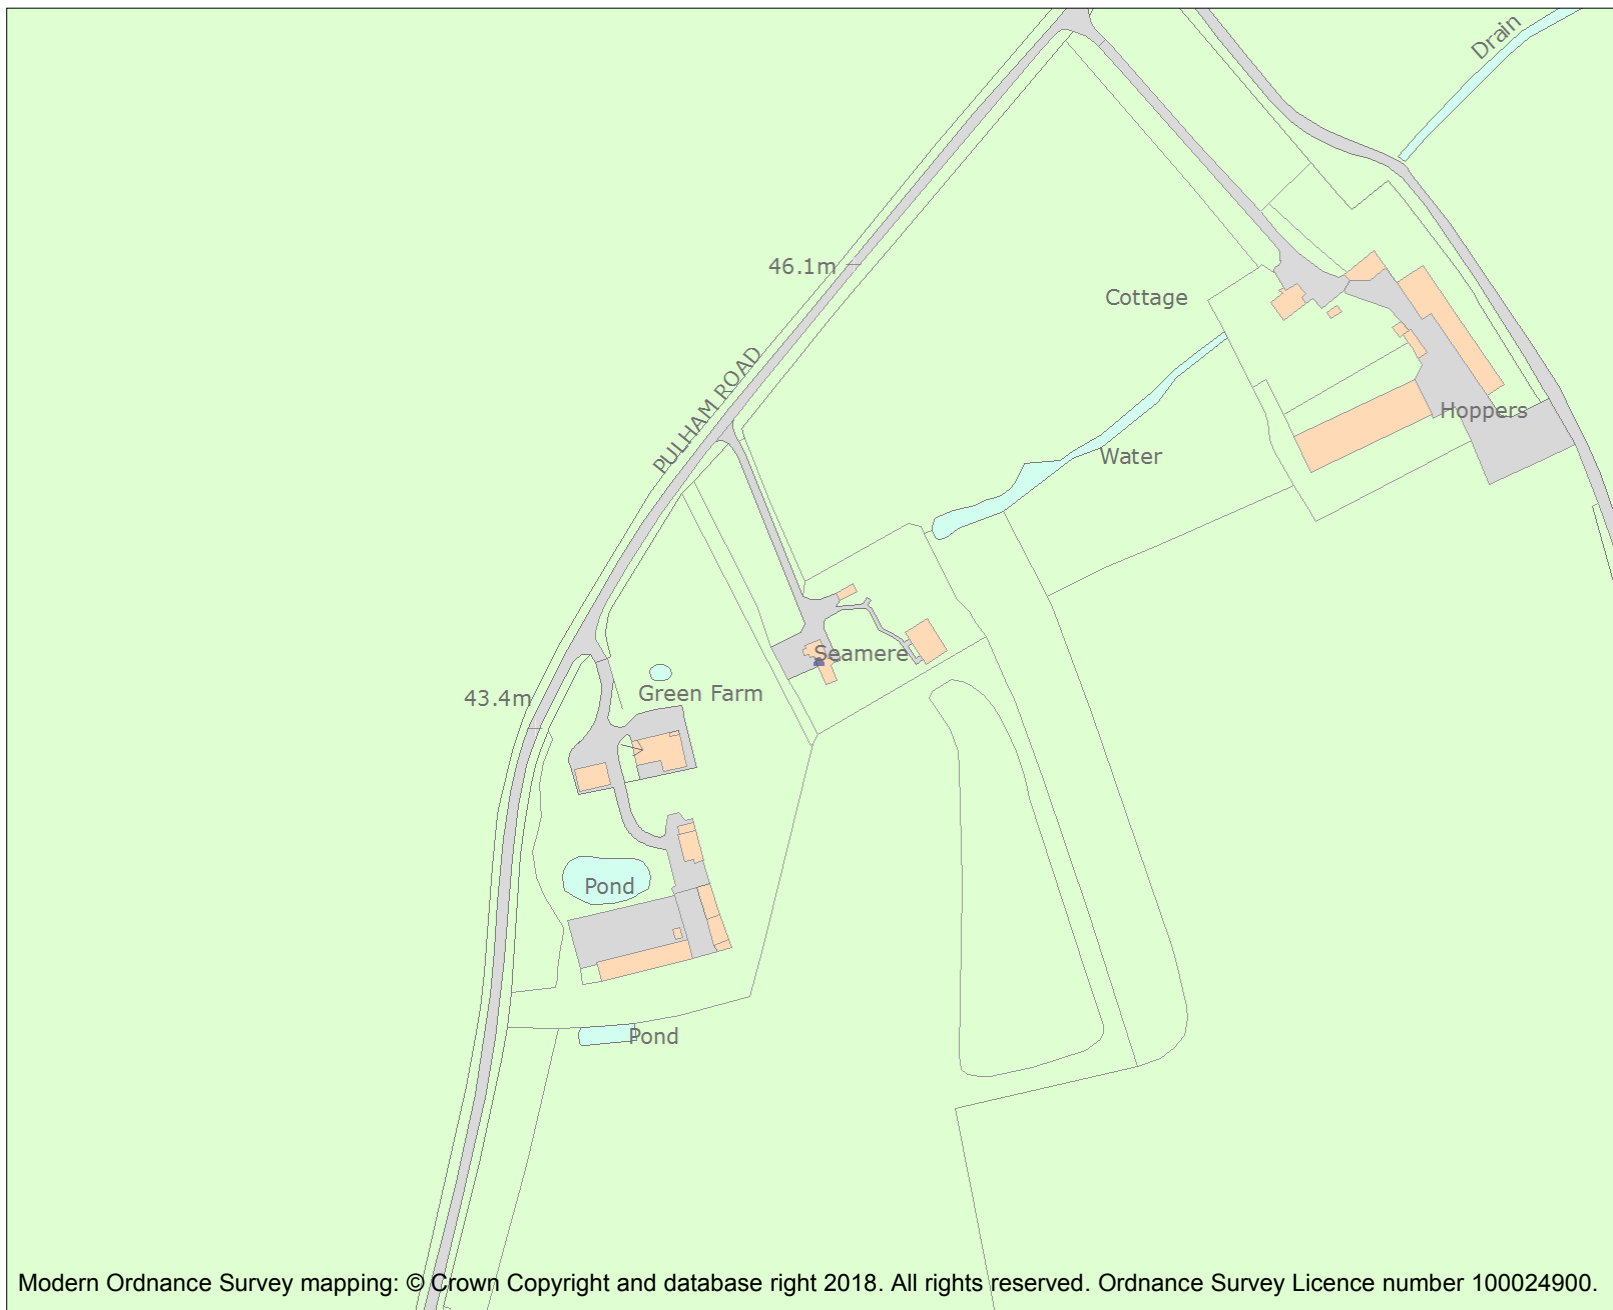 Drain
46.1m
Cottage
PULHAM ROAD
Hoppers
Water
Seamere
Green Farm
43.4m
Pond
Pond
Modern Ordnance Survey mapping: © Crown Copyright and database right 2018. All rights reserved. Ordnance Survey Licence number 100024900.